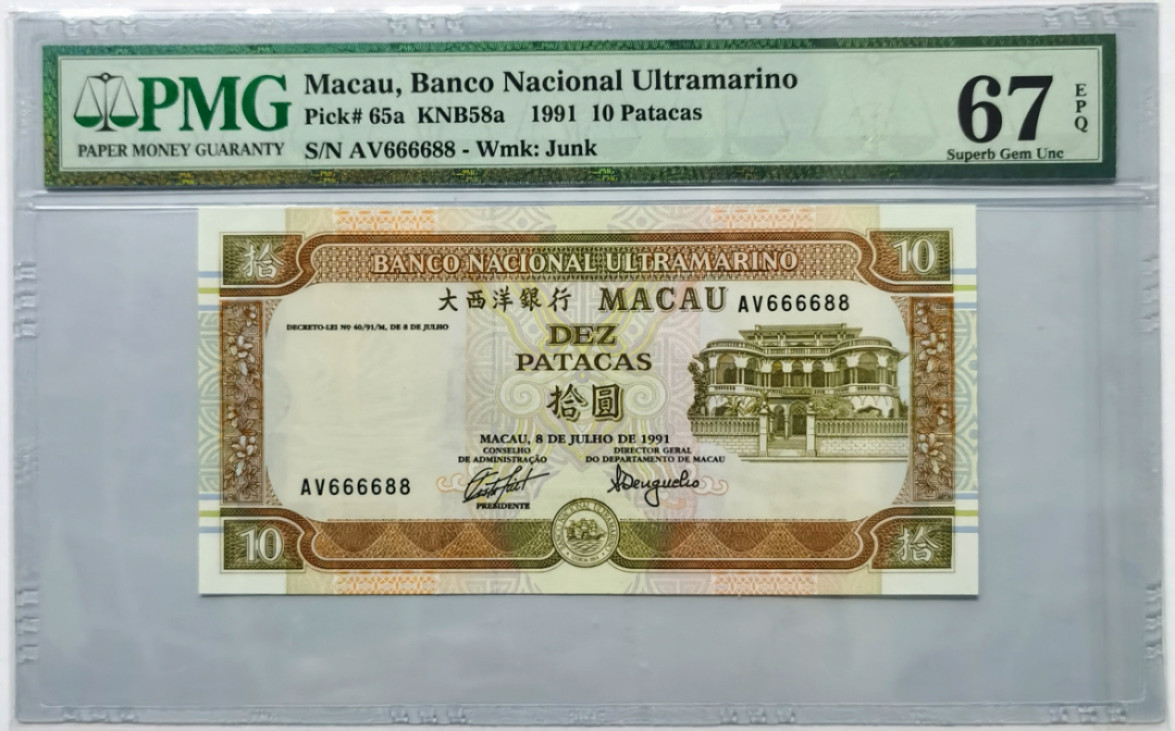 PMG
PAPER MONEY GUARANTY
Macau, Banco Nacional Ultramarino
Pick# 65a KNB58a 1991 10 Patacas
S/N AV666688 - Wmk: Junk
67
EPQ
Superb Gem Unc
拾
10
BANCO NACIONAL ULTRAMARINO
大西洋銀行 MACAU AV666688
DECRETO-LEI Nº 40/91/M, DE 8 DE JULHO
DEZ
PATACAS
拾圓
MACAU, 8 DE JULHO DE 1991
CONSELHO
DE ADMINISTRAÇÃO
DIRECTOR GERAL
DO DEPARTAMENTO DE MACAU
AV666688
PRESIDENTE
10
拾